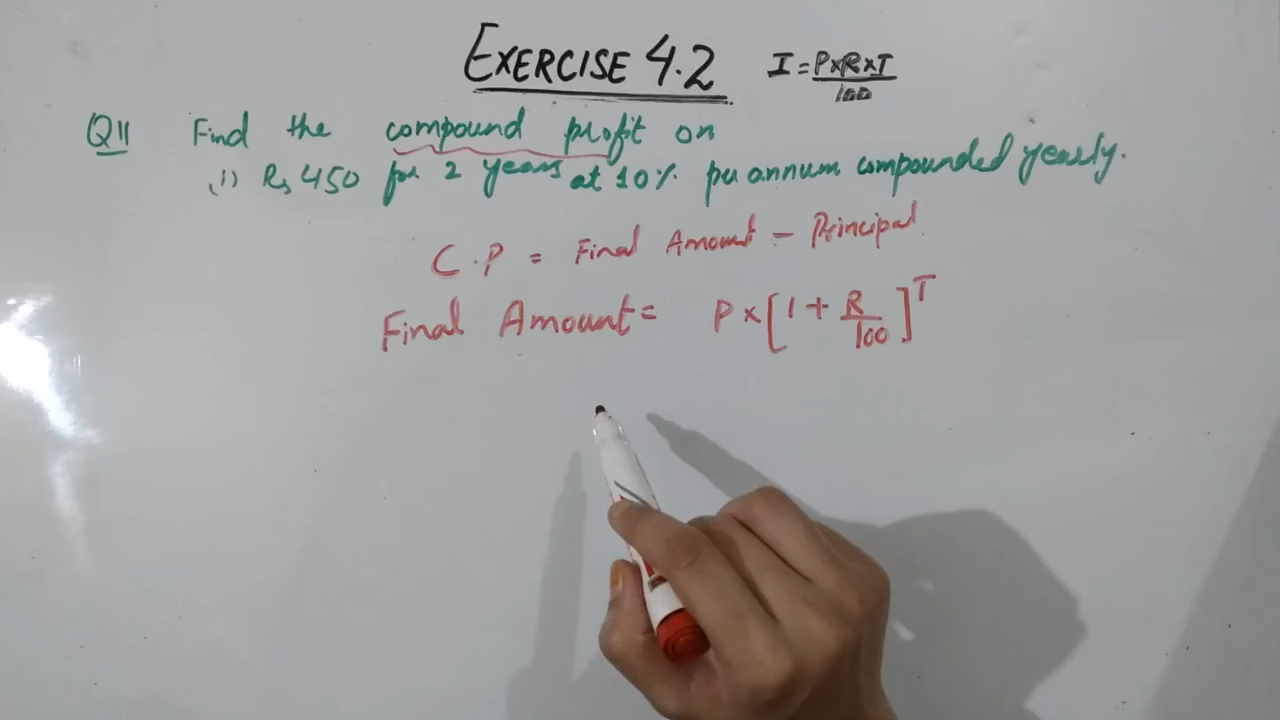 EXERCISE 4.2
I = P×R×T / 100
Q11 Find the compound profit on
(i) Rs 450 for 2 years at 10% per annum compounded yearly.
C.P = Final Amount - Principal
Final Amount = P × [1 + R/100]^T